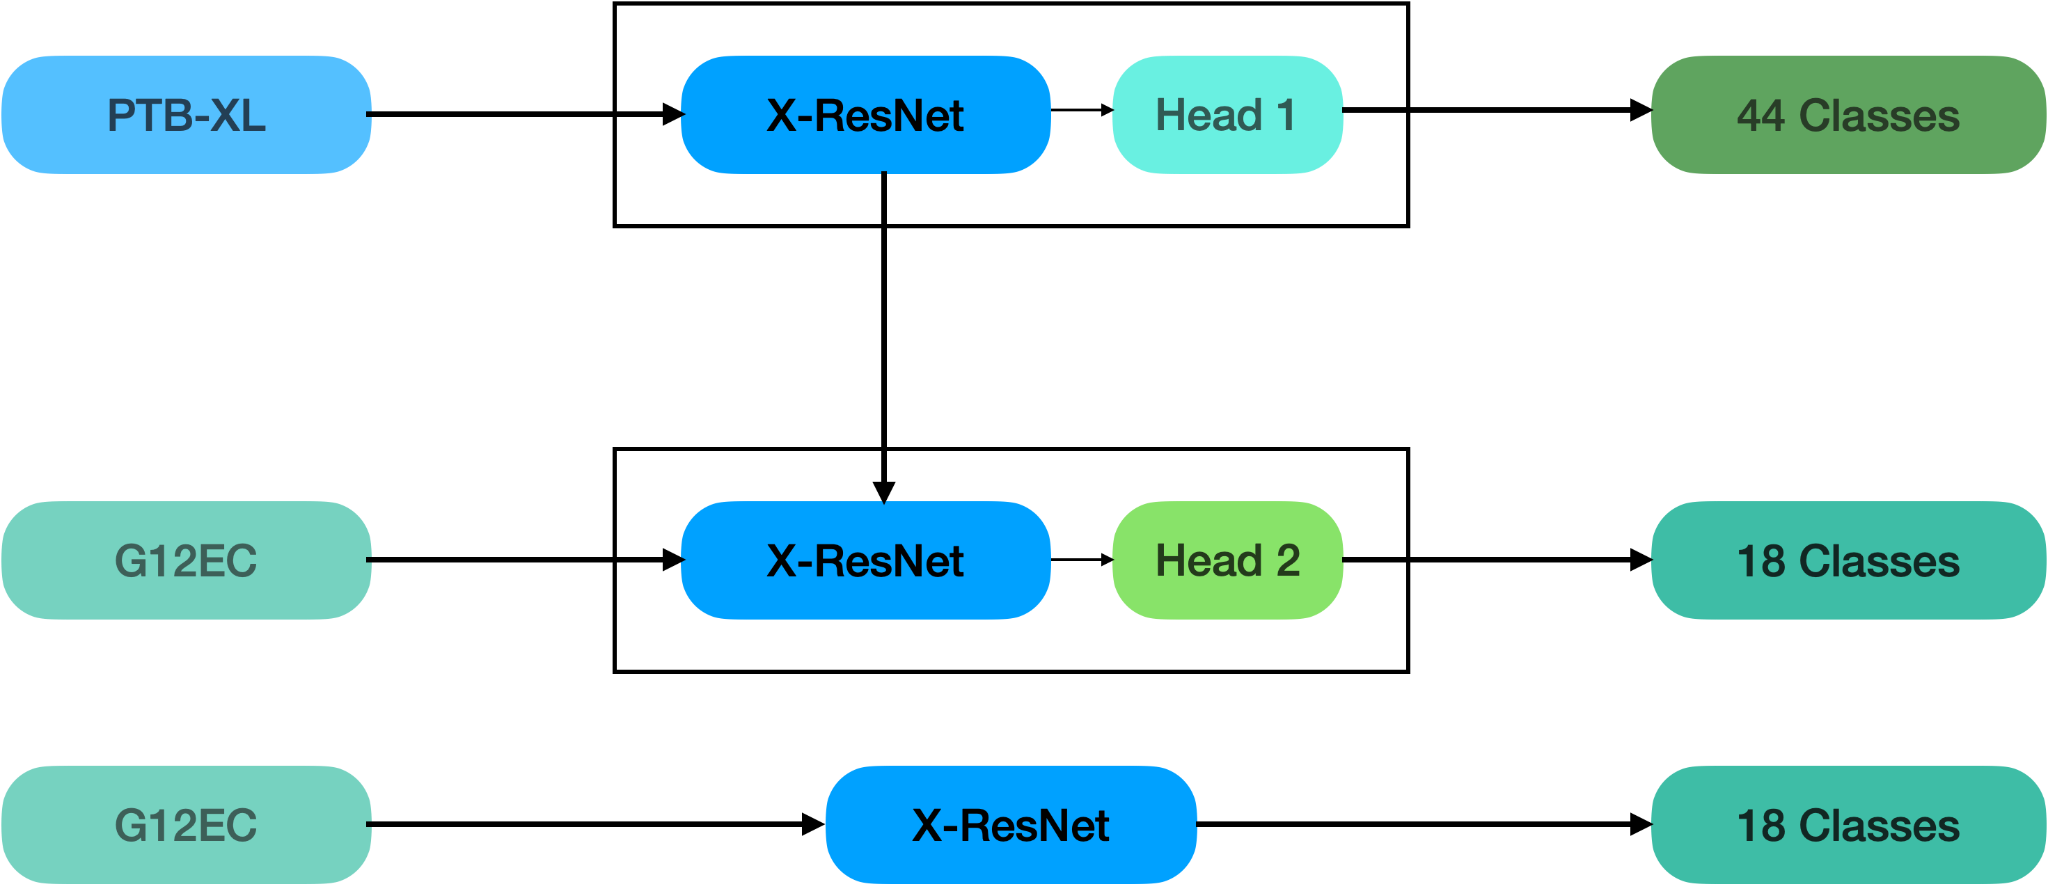 PTB-XL
X-ResNet
Head 1
44 Classes
G12EC
X-ResNet
Head 2
18 Classes
G12EC
X-ResNet
18 Classes